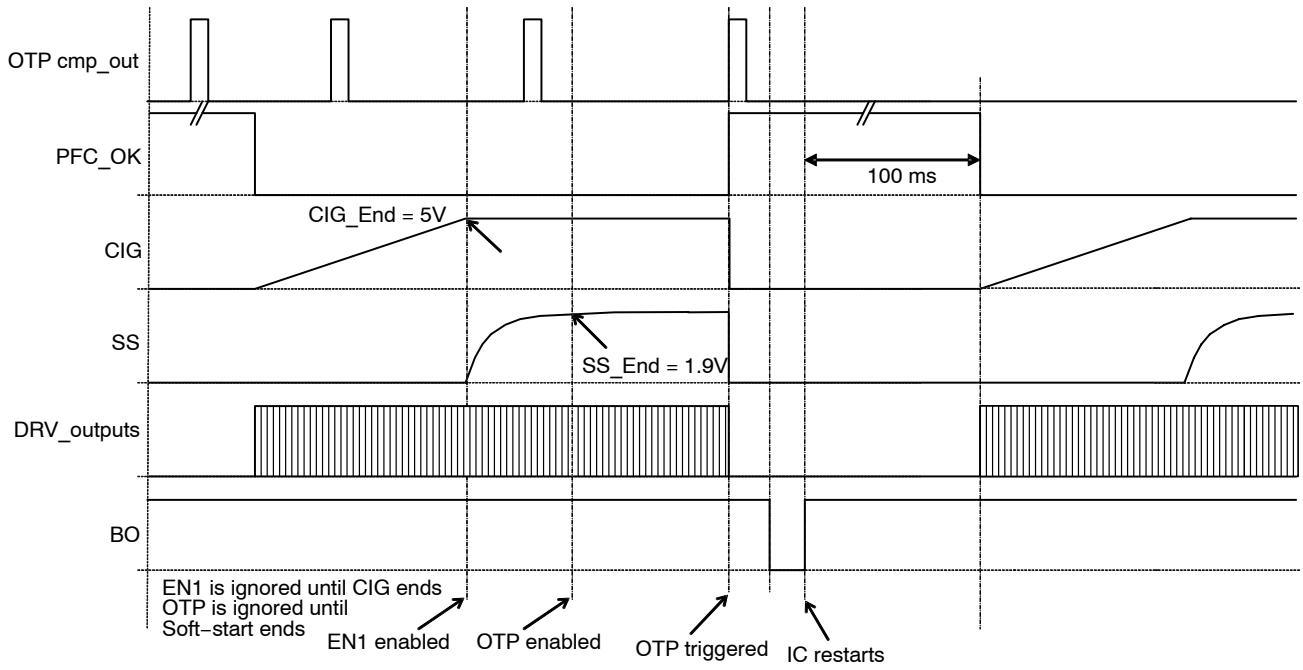 OTP cmp_out
PFC_OK
100 ms
CIG_End = 5V
CIG
SS
SS_End = 1.9V
DRV_outputs
BO
EN1 is ignored until CIG ends
OTP is ignored until
Soft−start ends
EN1 enabled
OTP enabled
OTP triggered
IC restarts